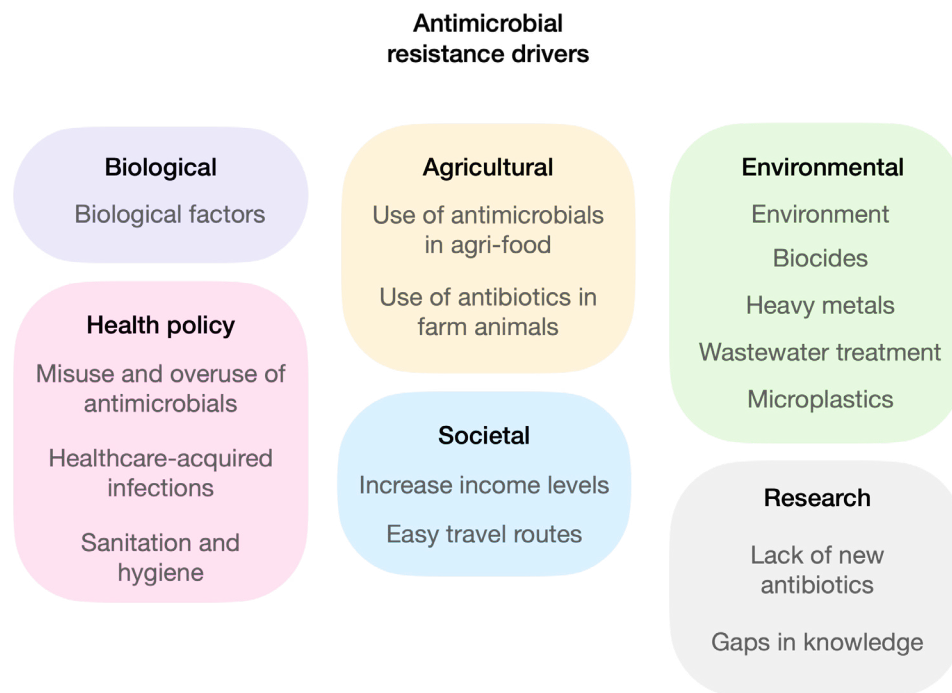 Antimicrobial
resistance drivers
Biological
Biological factors
Health policy
Misuse and overuse of
antimicrobials
Healthcare-acquired
infections
Sanitation and
hygiene
Agricultural
Use of antimicrobials
in agri-food
Use of antibiotics in
farm animals
Societal
Increase income levels
Easy travel routes
Environmental
Environment
Biocides
Heavy metals
Wastewater treatment
Microplastics
Research
Lack of new
antibiotics
Gaps in knowledge